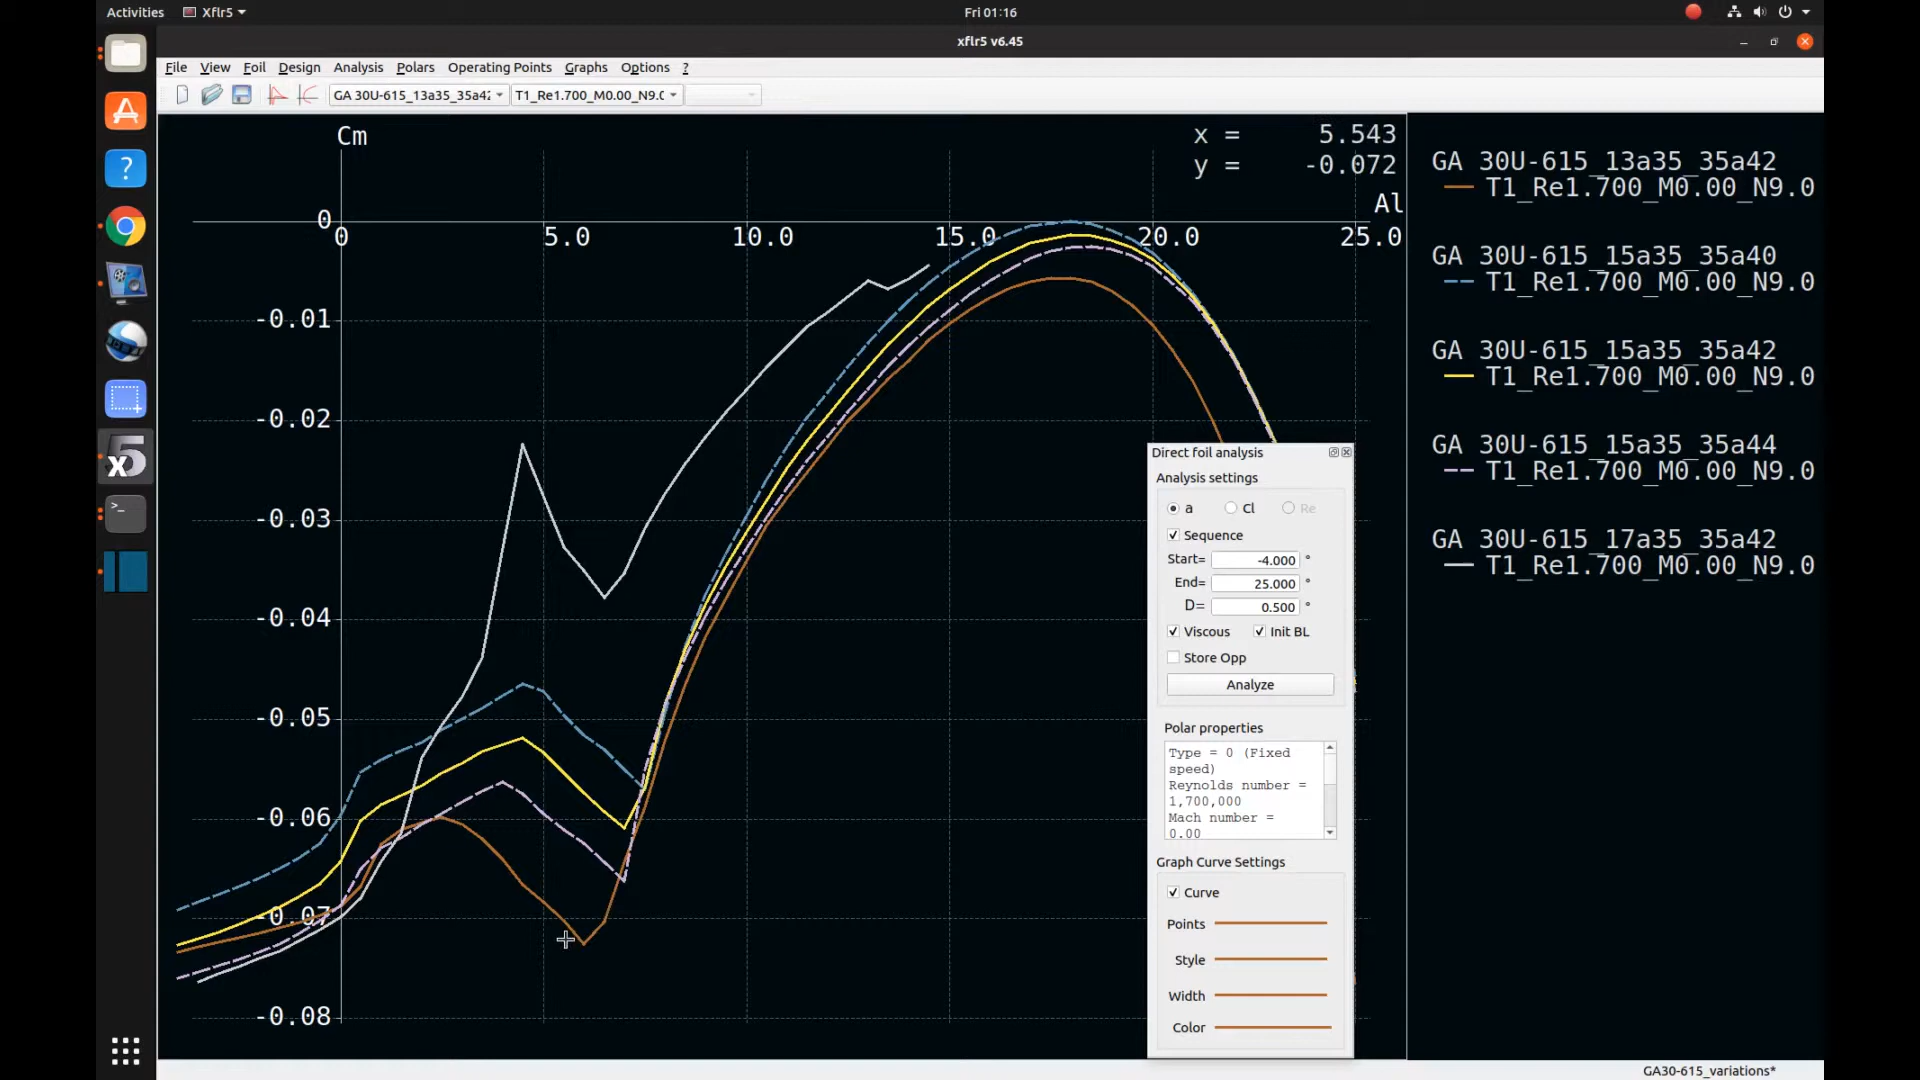 Activities
Xflr5
Fri 01:16
xflr5 v6.45
File View Foil Design Analysis Polars Operating Points Graphs Options ?
GA 30U-615_13a35_35a42
T1_Re1.700_M0.00_N9.0
Cm
x = 5.543
y = -0.072
Al
0
0 5.0 10.0 15.0 20.0 25.0
-0.01
-0.02
-0.03
-0.04
-0.05
-0.06
-0.07
-0.08
GA 30U-615_13a35_35a42
T1_Re1.700_M0.00_N9.0
GA 30U-615_15a35_35a40
T1_Re1.700_M0.00_N9.0
GA 30U-615_15a35_35a42
T1_Re1.700_M0.00_N9.0
GA 30U-615_15a35_35a44
T1_Re1.700_M0.00_N9.0
GA 30U-615_17a35_35a42
T1_Re1.700_M0.00_N9.0
Direct foil analysis
Analysis settings
a Cl Re
Sequence
Start= -4.000 °
End= 25.000 °
D= 0.500 °
Viscous Init BL
Store Opp
Analyze
Polar properties
Type = 0 (Fixed
speed)
Reynolds number =
1,700,000
Mach number =
0.00
Graph Curve Settings
Curve
Points
Style
Width
Color
GA30-615_variations*